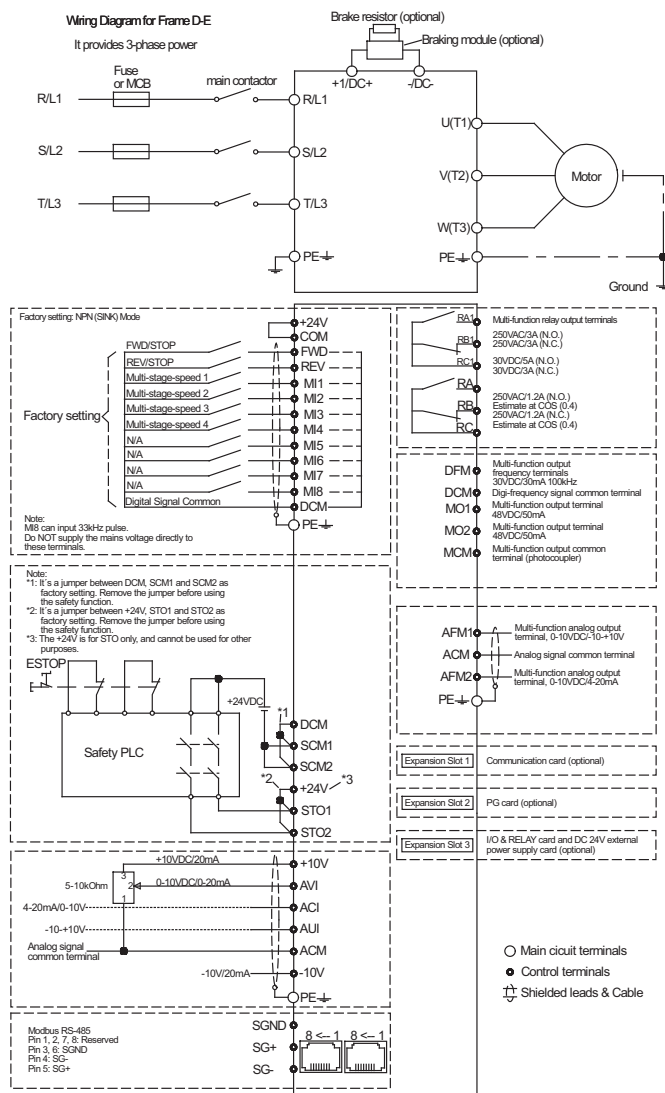 Wiring Diagram for Frame D-E
It provides 3-phase power
Brake resistor (optional)
Braking module (optional)
Fuse
or MCB
main contactor
+1/DC+
-/DC-
R/L1
R/L1
U(T1)
S/L2
S/L2
V(T2)
Motor
T/L3
T/L3
W(T3)
PE
PE
Ground
Factory setting: NPN (SINK) Mode
+24V
COM
FWD/STOP
FWD
REV/STOP
REV
Multi-stage-speed 1
MI1
Multi-stage-speed 2
MI2
Factory setting
Multi-stage-speed 3
MI3
Multi-stage-speed 4
MI4
N/A
MI5
N/A
MI6
N/A
MI7
N/A
MI8
Digital Signal Common
DCM
PE
Note:
MI8 can input 33kHz pulse.
Do NOT supply the mains voltage directly to
these terminals.
RA1
Multi-function relay output terminals
RB1
250VAC/3A (N.O.)
250VAC/3A (N.C.)
RC1
30VDC/5A (N.O.)
30VDC/3A (N.C.)
RA
RB
250VAC/1.2A (N.O.)
Estimate at COS (0.4)
250VAC/1.2A (N.C.)
Estimate at COS (0.4)
RC
DFM
Multi-function output
frequency terminals
30VDC/30mA 100kHz
DCM
Digi-frequency signal common terminal
MO1
Multi-function output terminal
48VDC/50mA
MO2
Multi-function output terminal
48VDC/50mA
MCM
Multi-function output common
terminal (photocoupler)
Note:
*1: It`s a jumper between DCM, SCM1 and SCM2 as
factory setting. Remove the jumper before using
the safety function.
*2: It`s a jumper between +24V, STO1 and STO2 as
factory setting. Remove the jumper before using
the safety function.
*3: The +24V is for STO only, and cannot be used for other
purposes.
ESTOP
+24VDC
*1
DCM
Safety PLC
SCM1
SCM2
*2
+24V
*3
STO1
STO2
AFM1
Multi-function analog output
terminal, 0-10VDC/-10-+10V
ACM
Analog signal common terminal
AFM2
Multi-function analog output
terminal, 0-10VDC/4-20mA
PE
Expansion Slot 1
Communication card (optional)
Expansion Slot 2
PG card (optional)
Expansion Slot 3
I/O & RELAY card and DC 24V external
power supply card (optional)
+10VDC/20mA
+10V
5-10kOhm
3
2
1
0-10VDC/0-20mA
AVI
4-20mA/0-10V
ACI
-10-+10V
AUI
Analog signal
common terminal
ACM
-10V/20mA
-10V
PE
Main cicuit terminals
Control terminals
Shielded leads & Cable
Modbus RS-485
Pin 1, 2, 7, 8: Reserved
Pin 3, 6: SGND
Pin 4: SG-
Pin 5: SG+
SGND
SG+
SG-
8 <-- 1
8 <-- 1